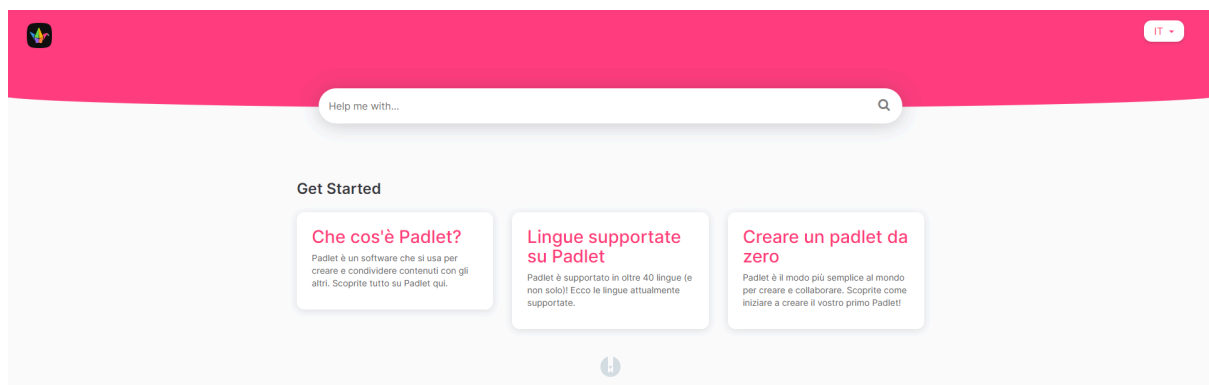 IT
Help me with...
Get Started
Che cos'è Padlet?
Padlet è un software che si usa per
creare e condividere contenuti con gli
altri. Scoprite tutto su Padlet qui.
Lingue supportate
su Padlet
Padlet è supportato in oltre 40 lingue (e
non solo)! Ecco le lingue attualmente
supportate.
Creare un padlet da
zero
Padlet è il modo più semplice al mondo
per creare e collaborare. Scoprite come
iniziare a creare il vostro primo Padlet!